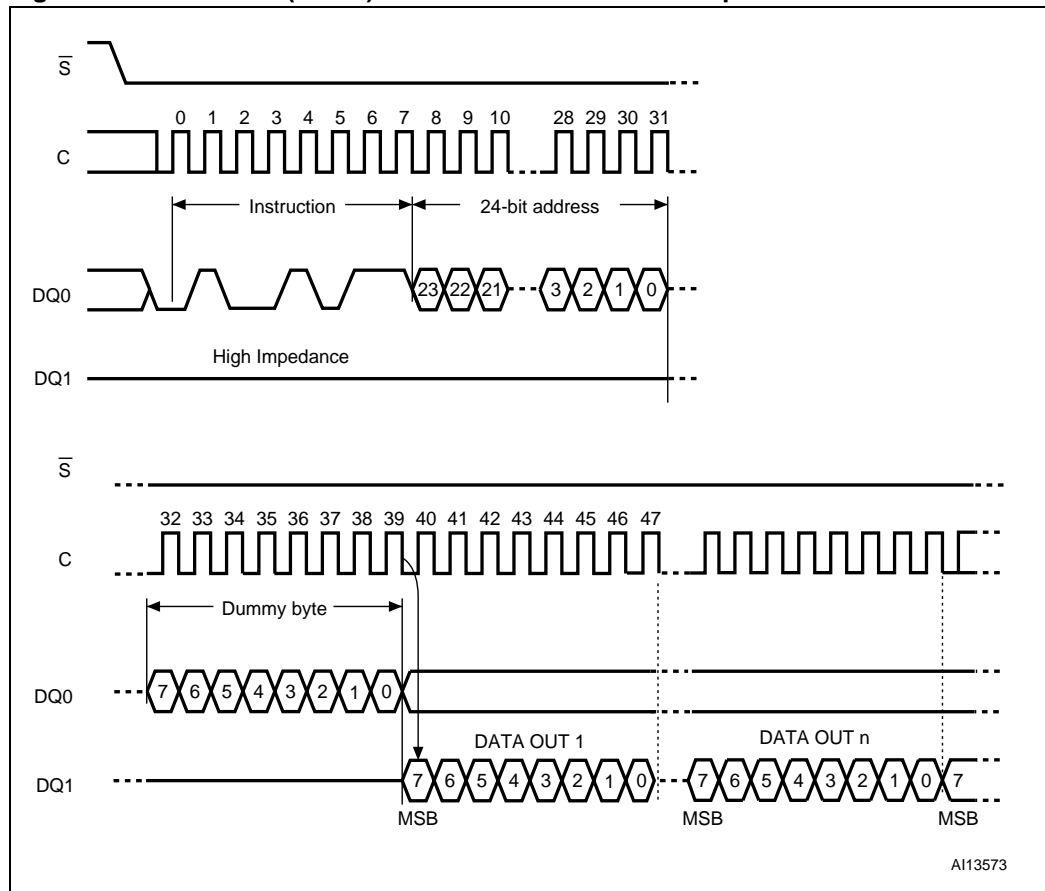 S
0 1 2 3 4 5 6 7 8 9 10 28 29 30 31
C
Instruction 24-bit address
DQ0 23 22 21 3 2 1 0
High Impedance
DQ1
S
32 33 34 35 36 37 38 39 40 41 42 43 44 45 46 47
C
Dummy byte
DQ0 7 6 5 4 3 2 1 0
DATA OUT 1 DATA OUT n
DQ1 7 6 5 4 3 2 1 0 7 6 5 4 3 2 1 0 7
MSB MSB MSB
AI13573